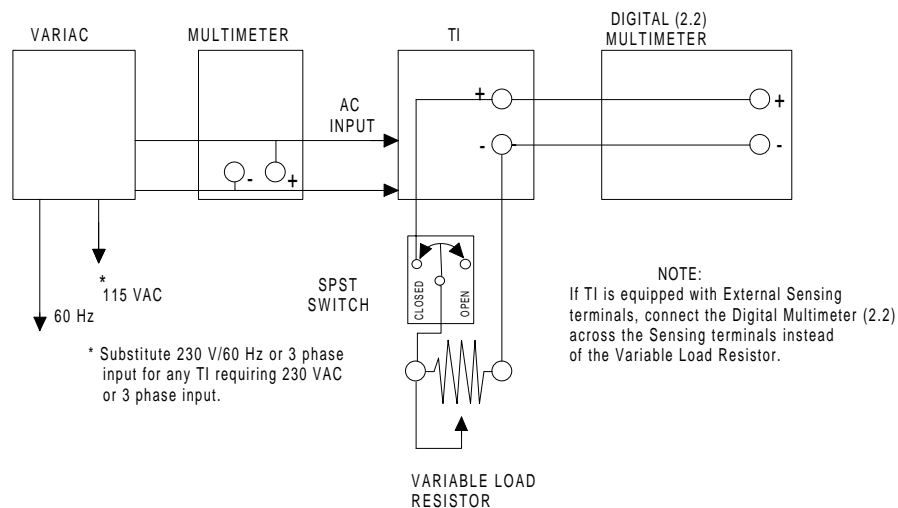 VARIAC
MULTIMETER
TI
DIGITAL (2.2)
MULTIMETER
AC
INPUT
+
-
+
-
-
+
-
SPST
SWITCH
CLOSED
OPEN
*
115 VAC
60 Hz
* Substitute 230 V/60 Hz or 3 phase
input for any TI requiring 230 VAC
or 3 phase input.
NOTE:
If TI is equipped with External Sensing
terminals, connect the Digital Multimeter (2.2)
across the Sensing terminals instead
of the Variable Load Resistor.
VARIABLE LOAD
RESISTOR